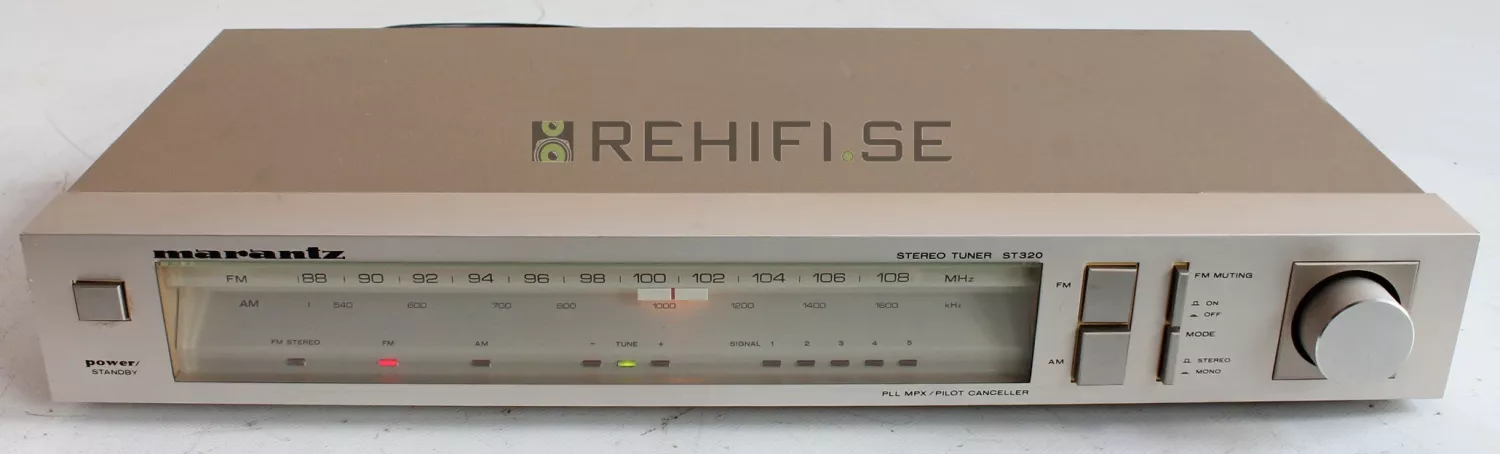 REHIFI.SE
marantz
STEREO TUNER ST320
FM 88 90 92 94 96 98 100 102 104 106 108 MHz
AM 540 600 700 800 1000 1200 1400 1600 kHz
FM STEREO FM AM - TUNE + SIGNAL 1 2 3 4 5
PLL MPX/PILOT CANCELLER
power/
STANDBY
FM
AM
FM MUTING
ON
OFF
MODE
STEREO
MONO